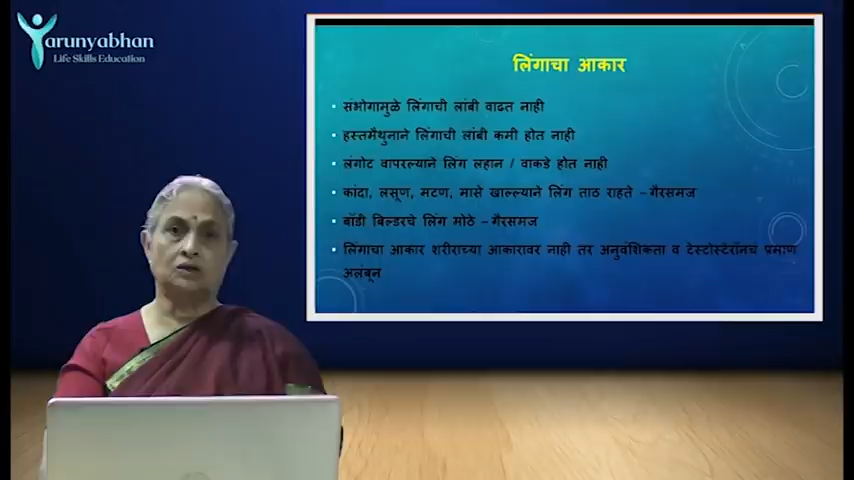 Tarunyabhan
Life Skills Education
लिंगाचा आकार
• संभोगामुळे लिंगाची लांबी वाढत नाही
• हस्तमैथुनाने लिंगाची लांबी कमी होत नाही
• लंगोट वापरल्याने लिंग लहान / वाकडे होत नाही
• कांदा, लसूण, मटण, मासे खाल्ल्याने लिंग ताठ राहते – गैरसमज
• बॉडी बिल्डरचे लिंग मोठे – गैरसमज
• लिंगाचा आकार शरीराच्या आकारावर नाही तर अनुवंशिकता व टेस्टोस्टेरॉनचे प्रमाण
अलंबून